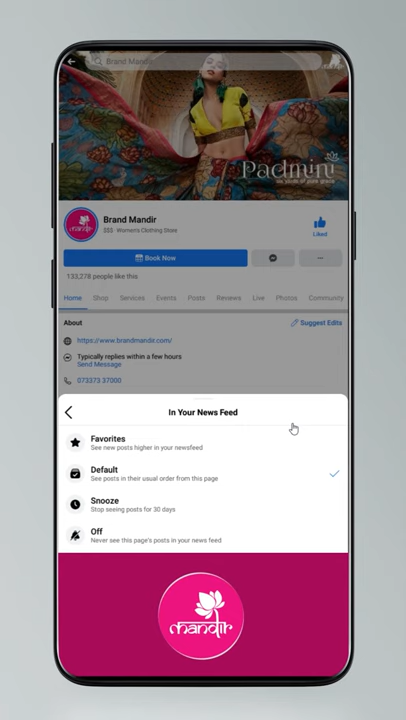 Brand Mandir
Padmini
mandir
Brand Mandir
$$$ · Women's Clothing Store
Liked
Book Now
133,278 people like this
Home Shop Services Events Posts Reviews Live Photos Community
About
Suggest Edits
https://www.brandmandir.com/
Typically replies within a few hours
Send Message
073373 37000
In Your News Feed
Favorites
See new posts higher in your newsfeed
Default
See posts in their usual order from this page
Snooze
Stop seeing posts for 30 days
Off
Never see this page's posts in your news feed
mandir